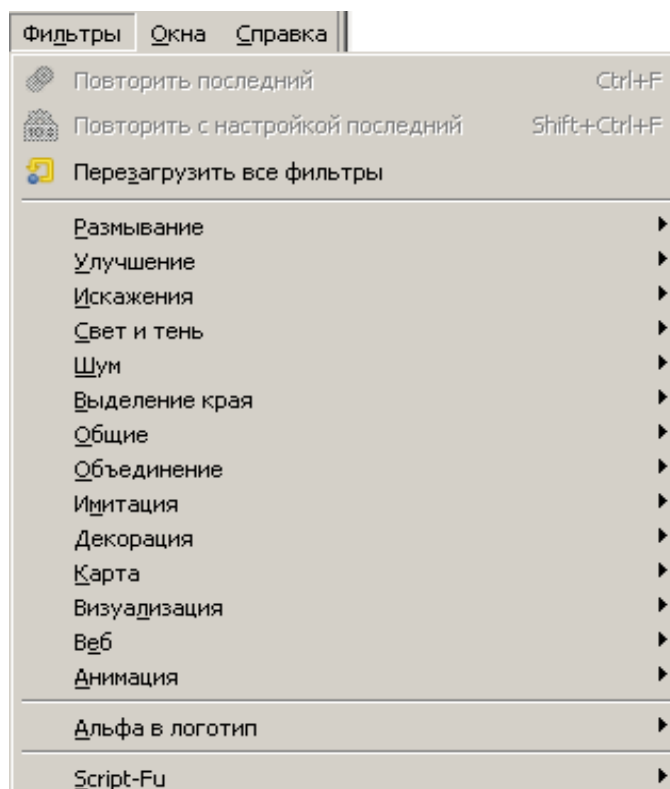 Фильтры Окна Справка
Повторить последний Ctrl+F
Повторить с настройкой последний Shift+Ctrl+F
Перезагрузить все фильтры
Размывание
Улучшение
Искажения
Свет и тень
Шум
Выделение края
Общие
Объединение
Имитация
Декорация
Карта
Визуализация
Веб
Анимация
Альфа в логотип
Script-Fu